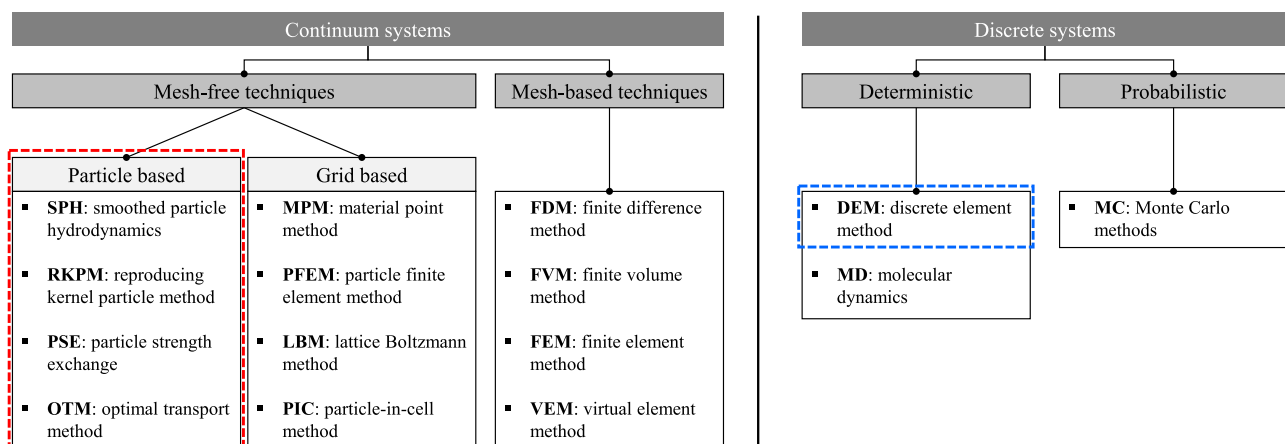 Continuum systems
Discrete systems
Mesh-free techniques
Mesh-based techniques
Deterministic
Probabilistic
Particle based
▪ SPH: smoothed particle
hydrodynamics
▪ RKPM: reproducing
kernel particle method
▪ PSE: particle strength
exchange
▪ OTM: optimal transport
method
Grid based
▪ MPM: material point
method
▪ PFEM: particle finite
element method
▪ LBM: lattice Boltzmann
method
▪ PIC: particle-in-cell
method
▪ FDM: finite difference
method
▪ FVM: finite volume
method
▪ FEM: finite element
method
▪ VEM: virtual element
method
▪ DEM: discrete element
method
▪ MD: molecular
dynamics
▪ MC: Monte Carlo
methods